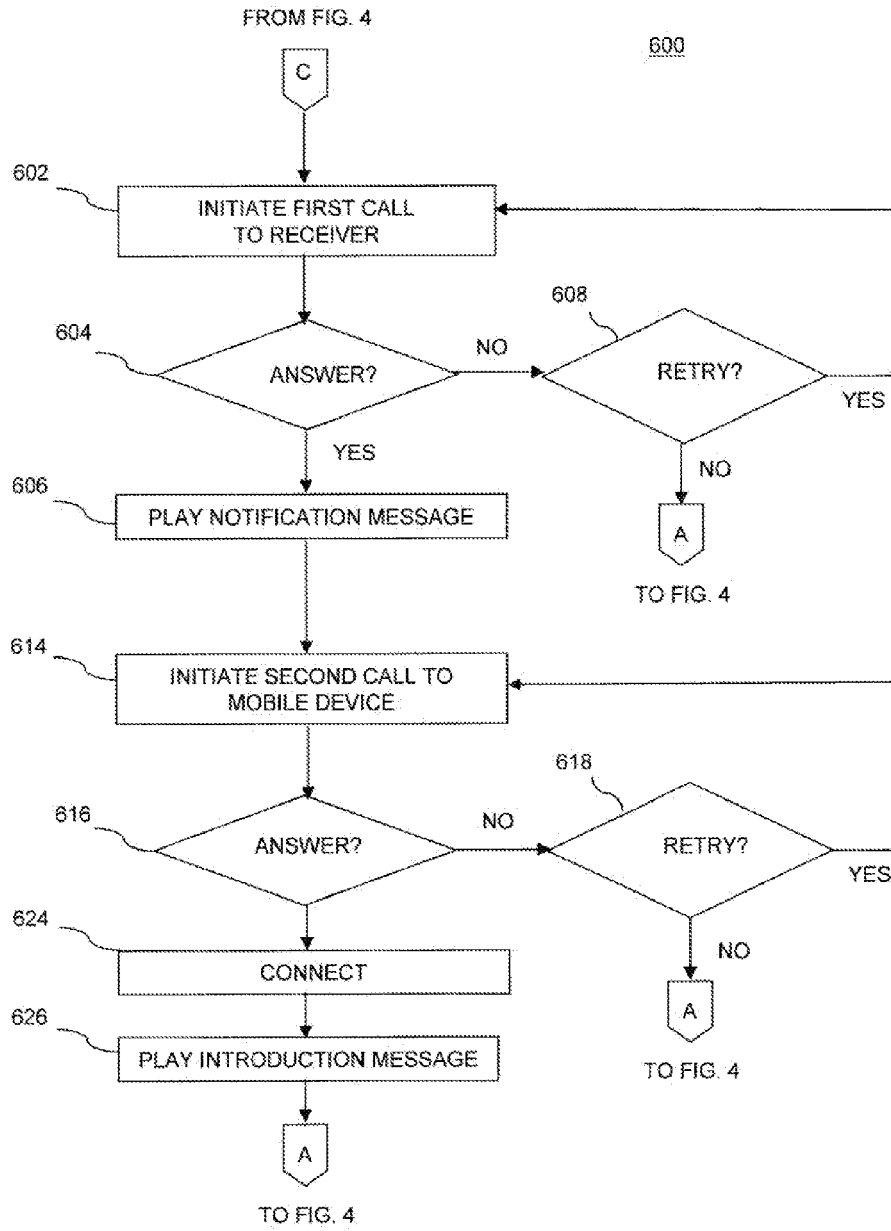 FROM FIG. 4
600
C
602
INITIATE FIRST CALL
TO RECEIVER
604
ANSWER?
NO
608
RETRY?
YES
YES
NO
606
PLAY NOTIFICATION MESSAGE
A
TO FIG. 4
614
INITIATE SECOND CALL TO
MOBILE DEVICE
616
ANSWER?
NO
618
RETRY?
YES
624
CONNECT
NO
626
PLAY INTRODUCTION MESSAGE
A
TO FIG. 4
A
TO FIG. 4